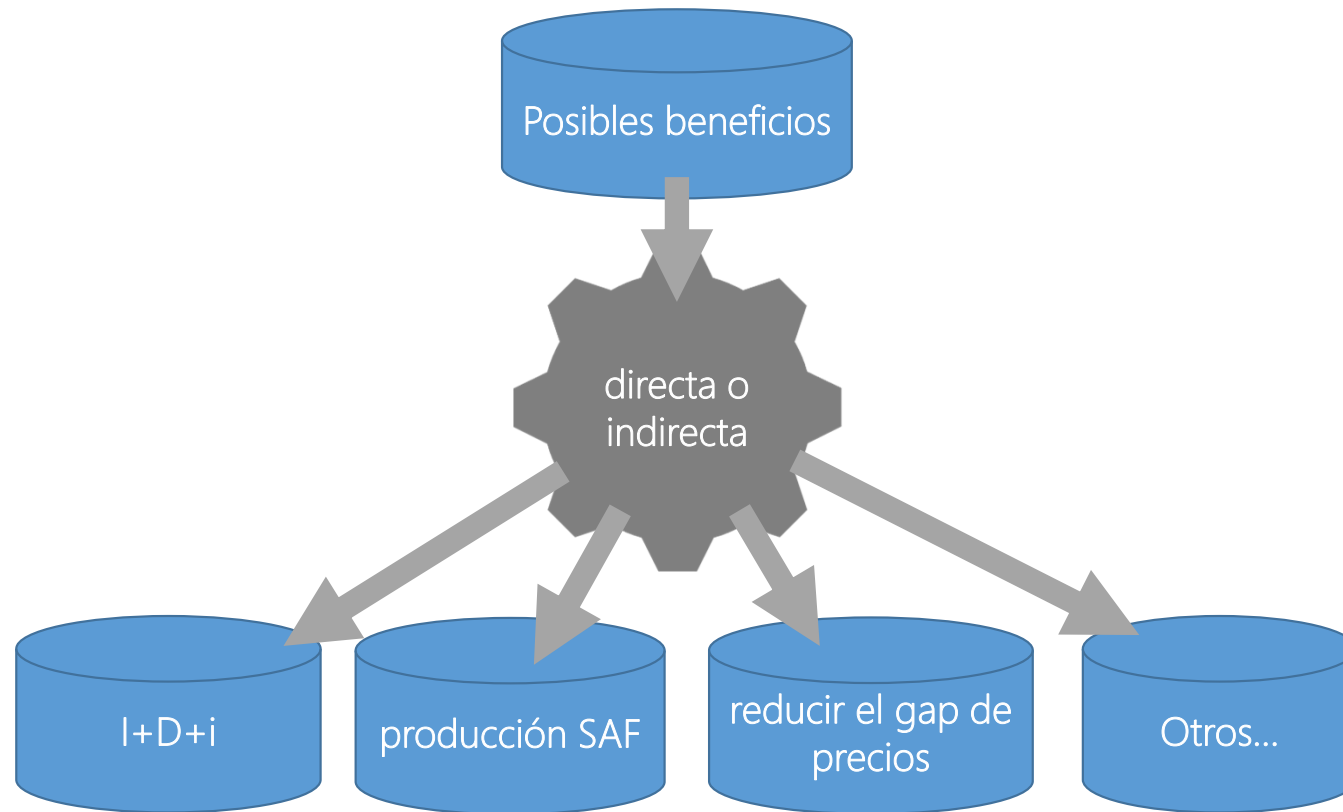 Posibles beneficios
directa o
indirecta
I+D+i
producción SAF
reducir el gap de
precios
Otros...